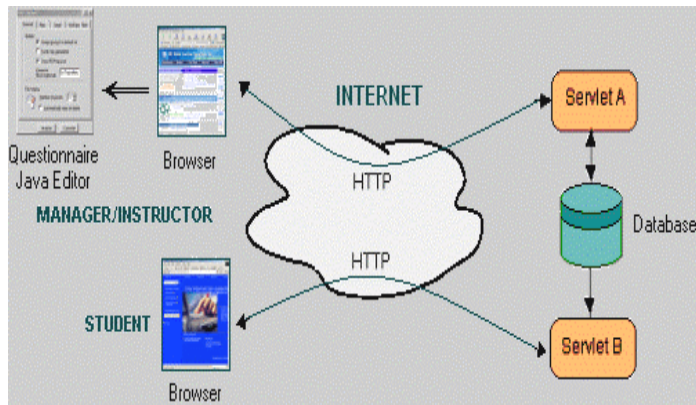 INTERNET
Servlet A
Questionnaire
Java Editor
Browser
HTTP
MANAGER/INSTRUCTOR
Database
HTTP
STUDENT
Servlet B
Browser